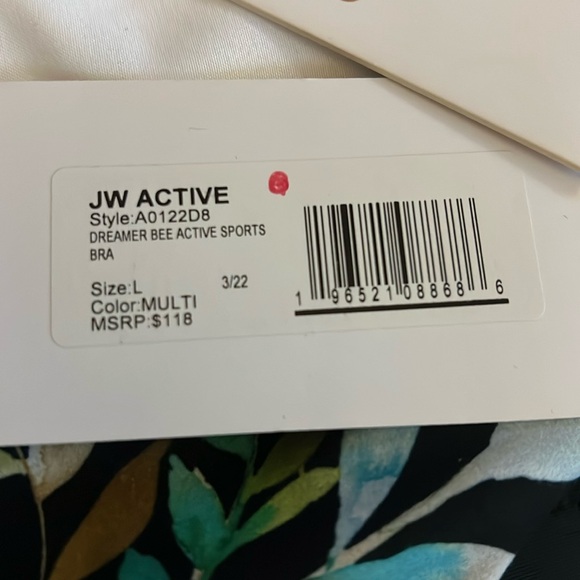 JW ACTIVE
Style:A0122D8
DREAMER BEE ACTIVE SPORTS
BRA
Size:L 3/22
Color:MULTI
MSRP:$118
1 96521 08868 6